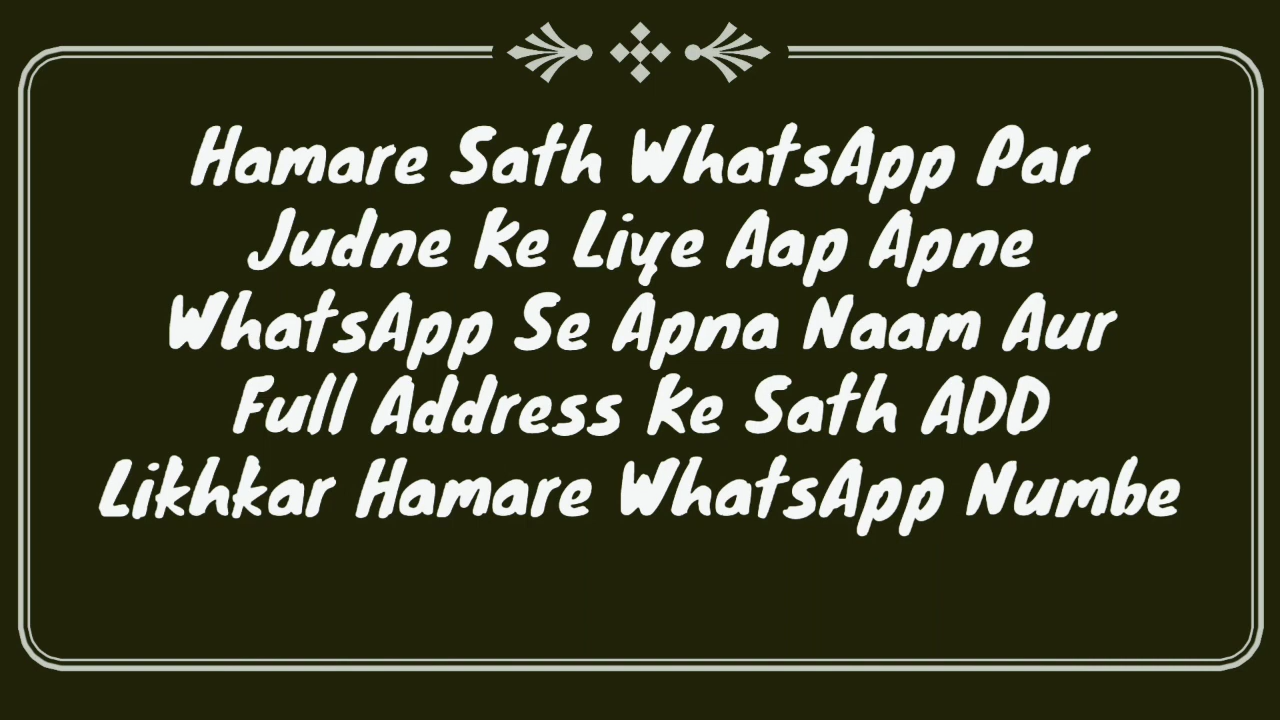 Hamare Sath WhatsApp Par
Judne Ke Liye Aap Apne
WhatsApp Se Apna Naam Aur
Full Address Ke Sath ADD
Likhkar Hamare WhatsApp Numbe